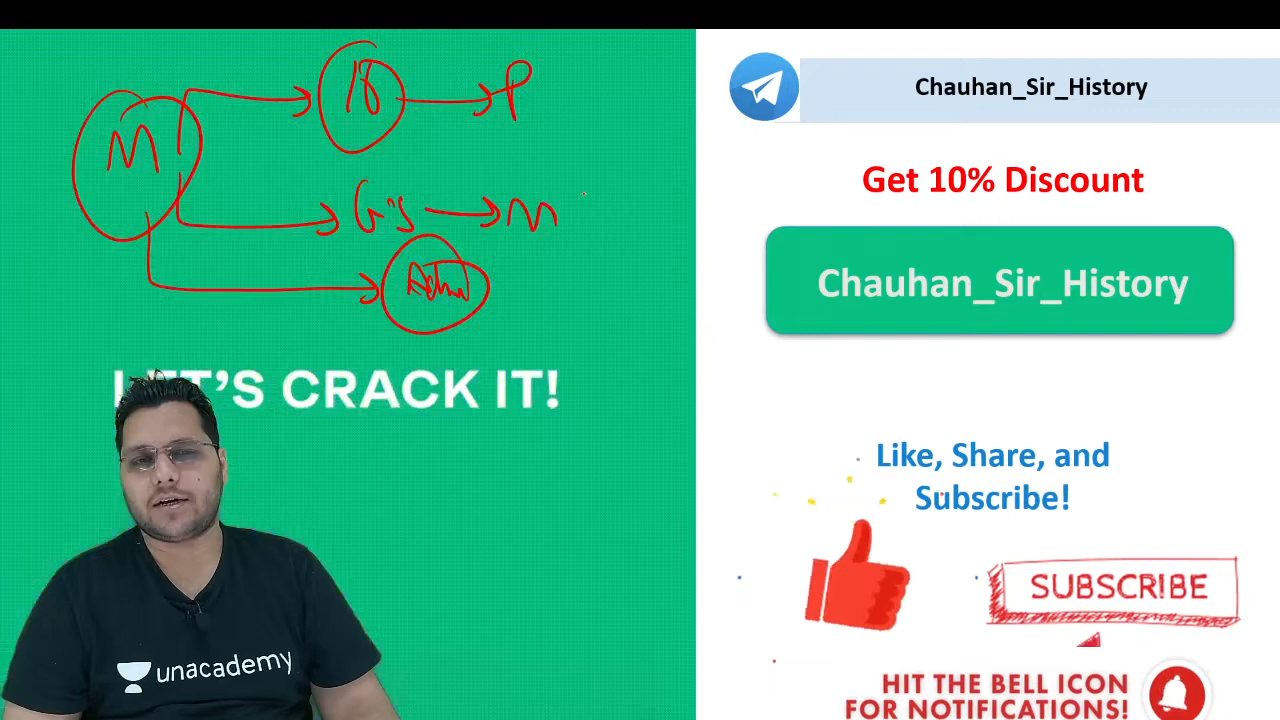 M
18
P
G's
M
LET'S CRACK IT!
unacademy
Chauhan_Sir_History
Get 10% Discount
Chauhan_Sir_History
Like, Share, and
Subscribe!
SUBSCRIBE
HIT THE BELL ICON
FOR NOTIFICATIONS!